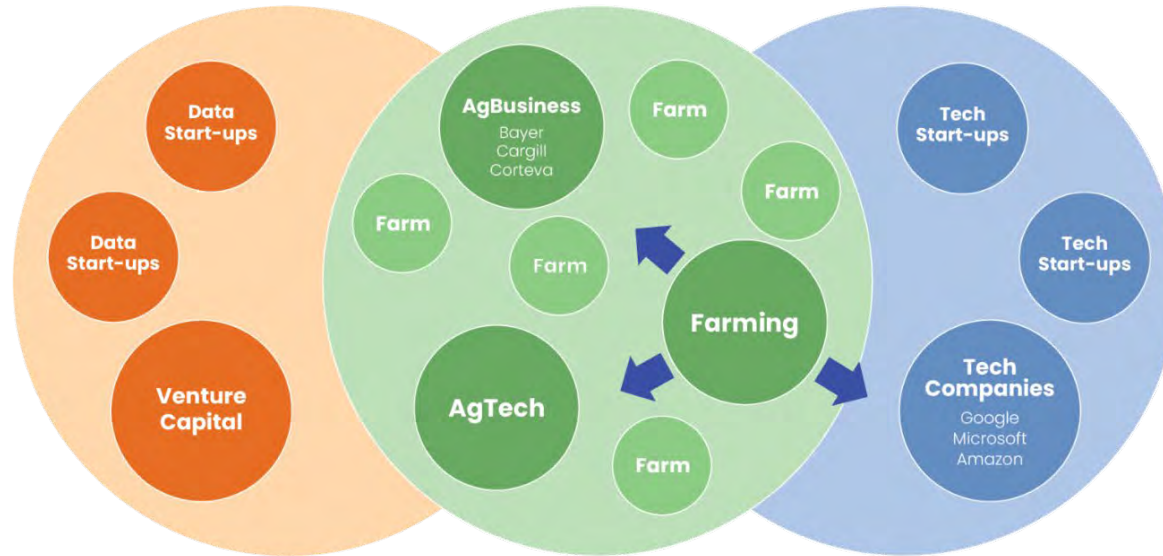 Data
Start-ups
Data
Start-ups
Venture
Capital
AgBusiness
Bayer
Cargill
Corteva
Farm
Farm
Farm
Farm
Farming
AgTech
Farm
Tech
Start-ups
Tech
Start-ups
Tech
Companies
Google
Microsoft
Amazon